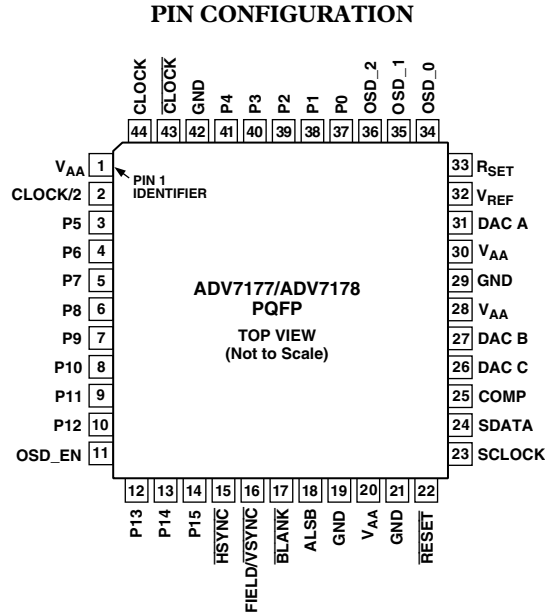 PIN CONFIGURATION
CLOCK
C̅L̅O̅C̅K̅
GND
P4
P3
P2
P1
P0
OSD_2
OSD_1
OSD_0
44 43 42 41 40 39 38 37 36 35 34
VAA 1
PIN 1
IDENTIFIER
CLOCK/2 2
P5 3
P6 4
P7 5
P8 6
P9 7
P10 8
P11 9
P12 10
OSD_EN 11
ADV7177/ADV7178
PQFP
TOP VIEW
(Not to Scale)
33 RSET
32 VREF
31 DAC A
30 VAA
29 GND
28 VAA
27 DAC B
26 DAC C
25 COMP
24 SDATA
23 SCLOCK
12 13 14 15 16 17 18 19 20 21 22
P13
P14
P15
H̅S̅Y̅N̅C̅
FIELD/V̅S̅Y̅N̅C̅
B̅L̅A̅N̅K̅
ALSB
GND
VAA
GND
R̅E̅S̅E̅T̅